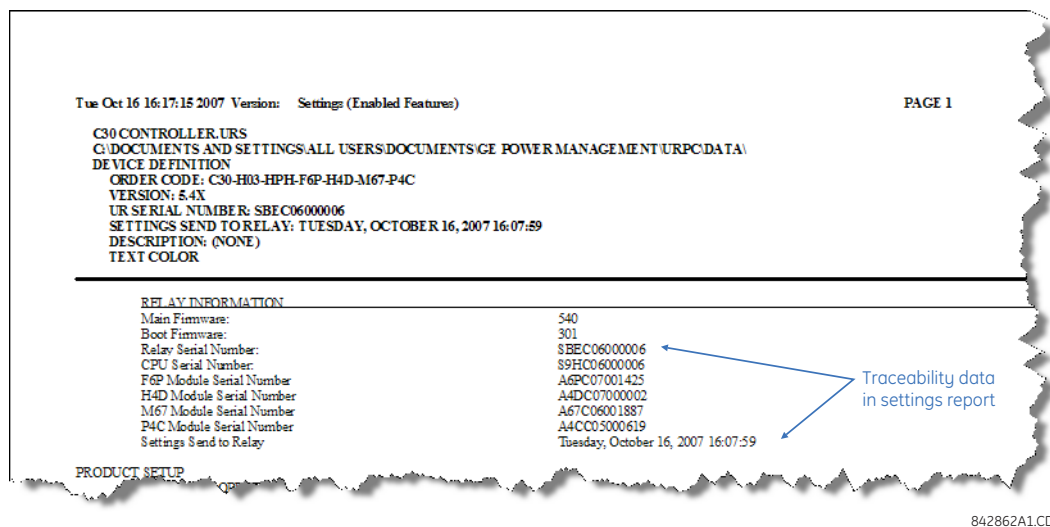 Tue Oct 16 16:17:15 2007 Version: Settings (Enabled Features) PAGE 1
C30 CONTROLLER.URS
C:\DOCUMENTS AND SETTINGS\ALL USERS\DOCUMENTS\GE POWER MANAGEMENT\URPC\DATA\
DEVICE DEFINITION
ORDER CODE: C30-H03-HPH-F6P-H4D-M67-P4C
VERSION: 5.4X
UR SERIAL NUMBER: SBEC06000006
SETTINGS SEND TO RELAY: TUESDAY, OCTOBER 16, 2007 16:07:59
DESCRIPTION: (NONE)
TEXT COLOR
RELAY INFORMATION
Main Firmware: 540
Boot Firmware: 301
Relay Serial Number: SBEC06000006
CPU Serial Number: S9HC06000006
F6P Module Serial Number A6PC07001425
H4D Module Serial Number A4DC07000002
M67 Module Serial Number A67C06001887
P4C Module Serial Number A4CC05000619
Settings Send to Relay Tuesday, October 16, 2007 16:07:59
Traceability data
in settings report
PRODUCT SETUP
842862A1.CD